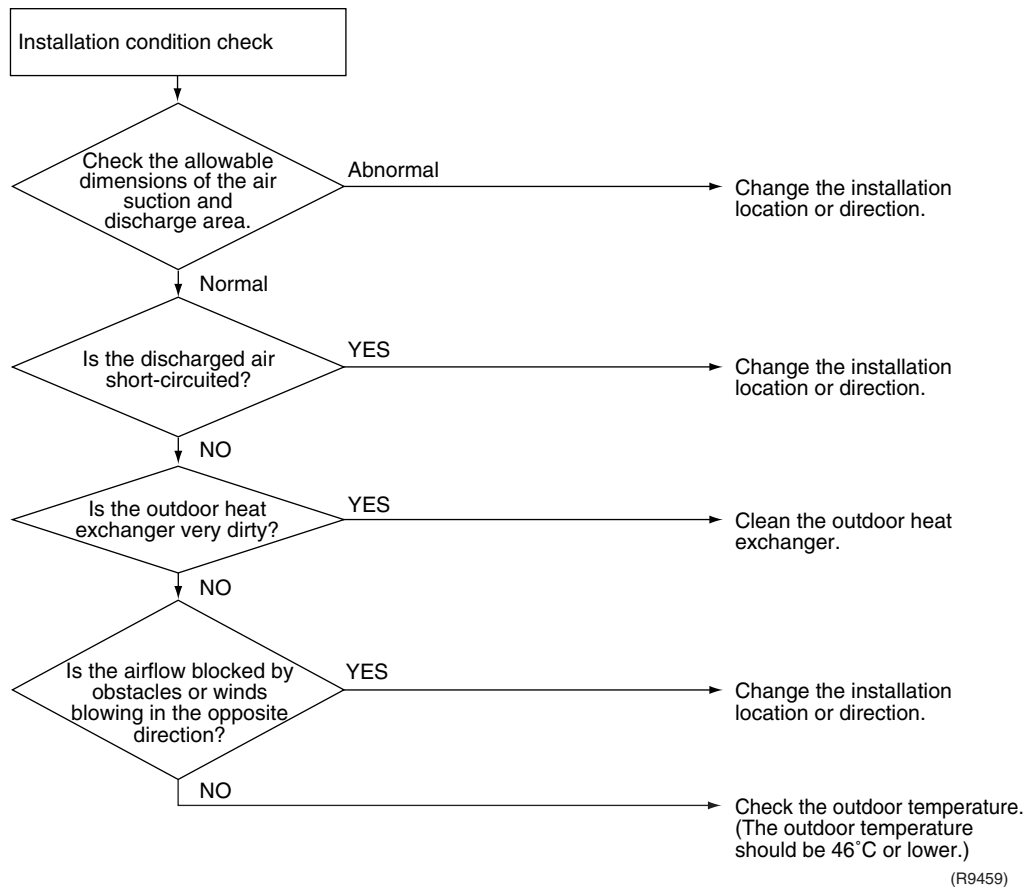 Installation condition check
Check the allowable
dimensions of the air
suction and
discharge area.
Abnormal
Change the installation
location or direction.
Normal
Is the discharged air
short-circuited?
YES
Change the installation
location or direction.
NO
Is the outdoor heat
exchanger very dirty?
YES
Clean the outdoor heat
exchanger.
NO
Is the airflow blocked by
obstacles or winds
blowing in the opposite
direction?
YES
Change the installation
location or direction.
NO
Check the outdoor temperature.
(The outdoor temperature
should be 46˚C or lower.)
(R9459)